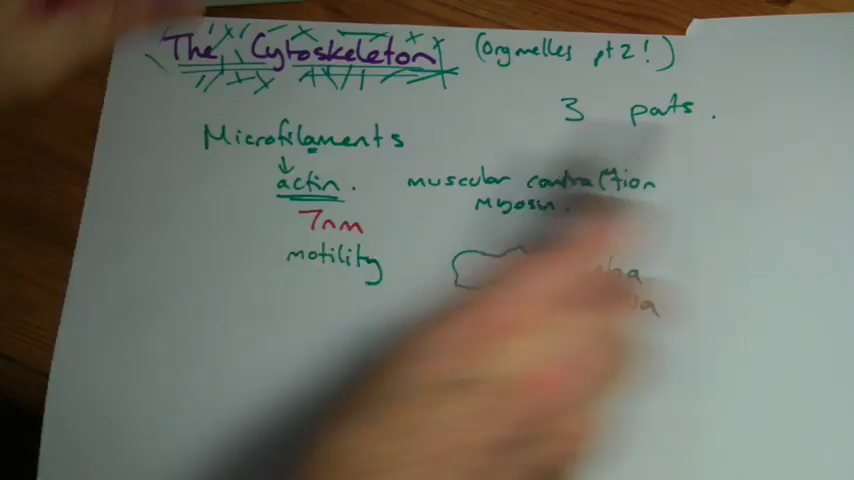 The Cytoskeleton (Organelles pt 2!)
3 parts.
Microfilaments
actin. muscular contraction
7nm myosin.
motility